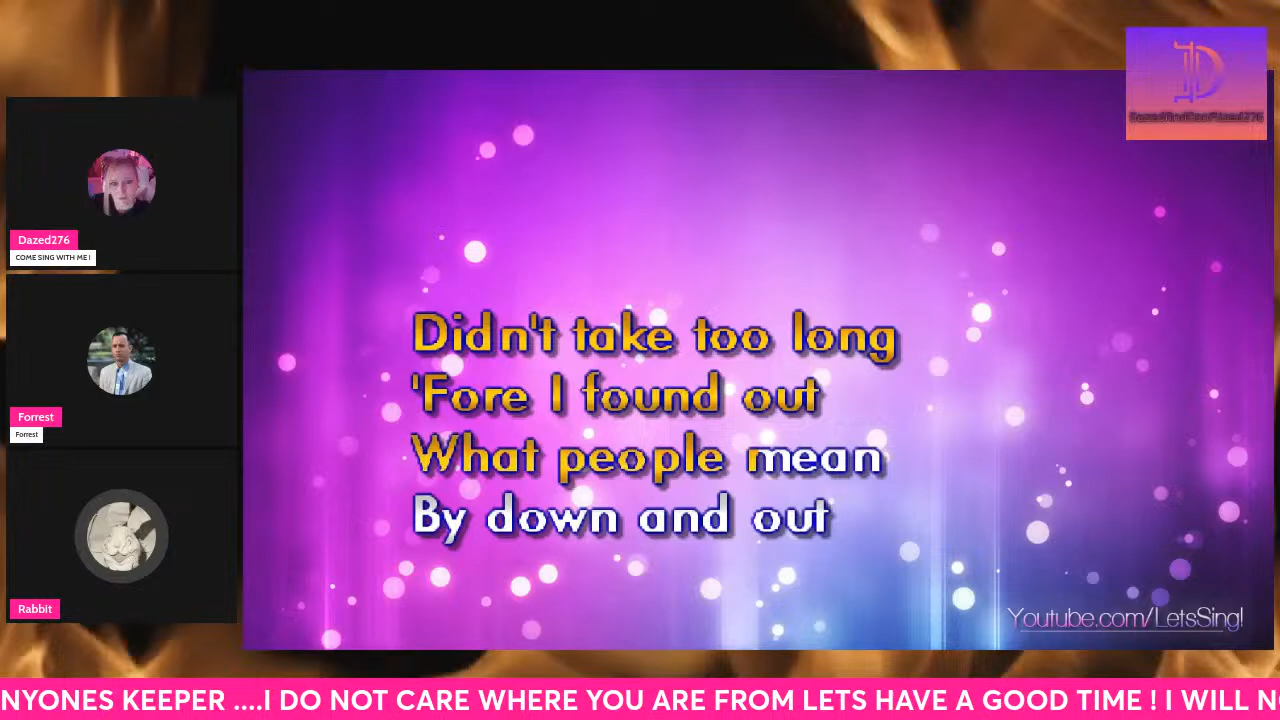 DazedAndConfuzed276
Dazed276
COME SING WITH ME !
Forrest
Forrest
Rabbit
Didn't take too long
'Fore I found out
What people mean
By down and out
Youtube.com/LetsSing!
NYONES KEEPER ....I DO NOT CARE WHERE YOU ARE FROM LETS HAVE A GOOD TIME ! I WILL N